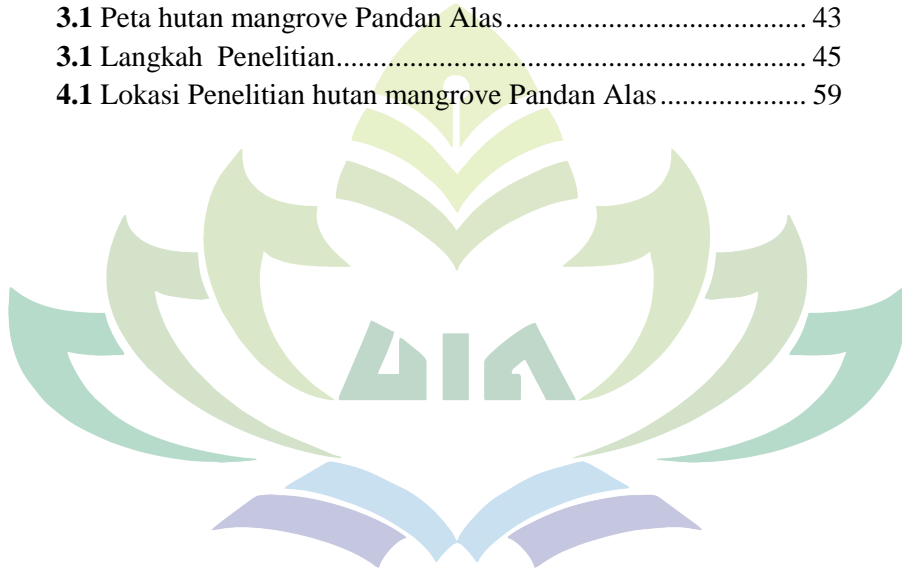 3.1 Peta hutan mangrove Pandan Alas........................................ 43
3.1 Langkah  Penelitian............................................................... 45
4.1 Lokasi Penelitian hutan mangrove Pandan Alas................... 59
UIN